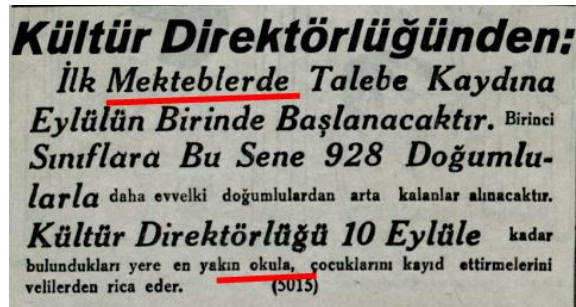 Kültür Direktörlüğünden:
İlk Mekteblerde Talebe Kaydına
Eylülün Birinde Başlanacaktır. Birinci
Sınıflara Bu Sene 928 Doğumlu-
larla daha evvelki doğumlulardan arta kalanlar alınacaktır.
Kültür Direktörlüğü 10 Eylüle kadar
bulundukları yere en yakın okula, çocuklarını kayıd ettirmelerini
velilerden rica eder. (5015)